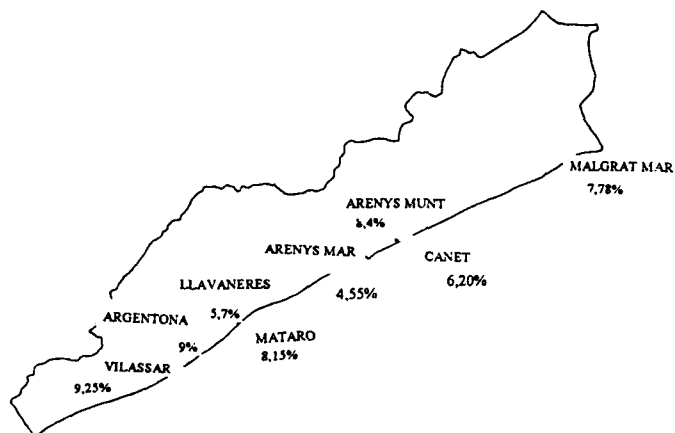 MALGRAT MAR
7,78%
ARENYS MUNT
ARENYS MAR
CANET
6,20%
4,55%
LLAVANERES
5,7%
ARGENTONA
MATARO
8,15%
9%
VILASSAR
9,25%